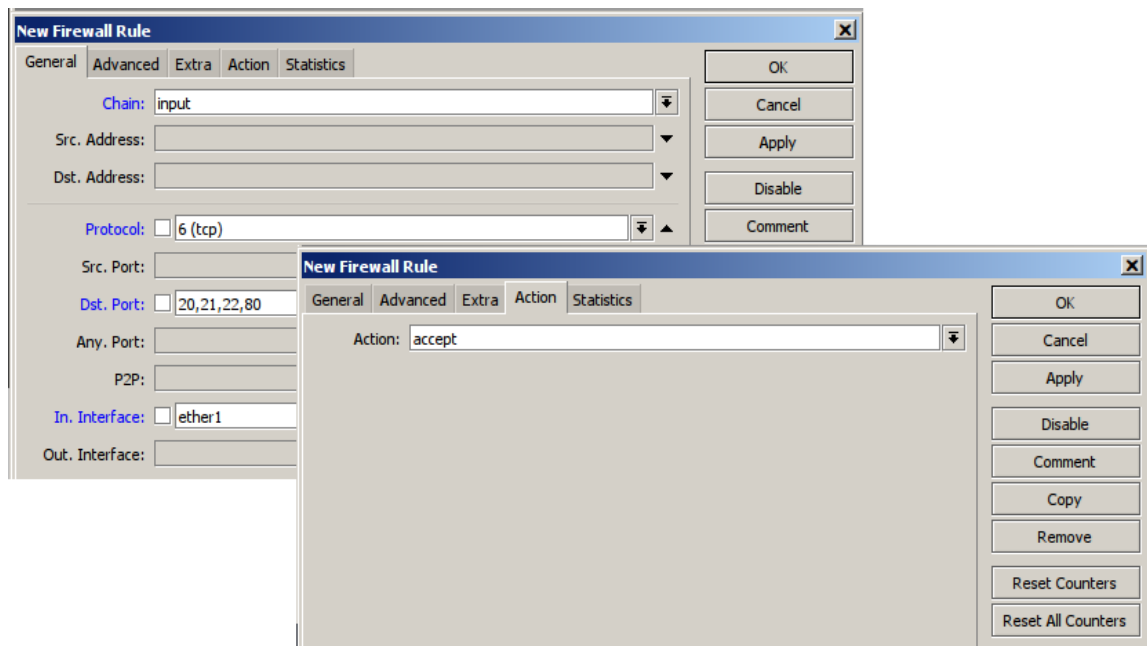 New Firewall Rule
General Advanced Extra Action Statistics
Chain: input
Src. Address:
Dst. Address:
Protocol: 6 (tcp)
Src. Port:
Dst. Port: 20,21,22,80
Any. Port:
P2P:
In. Interface: ether1
Out. Interface:
OK
Cancel
Apply
Disable
Comment
New Firewall Rule
General Advanced Extra Action Statistics
Action: accept
OK
Cancel
Apply
Disable
Comment
Copy
Remove
Reset Counters
Reset All Counters